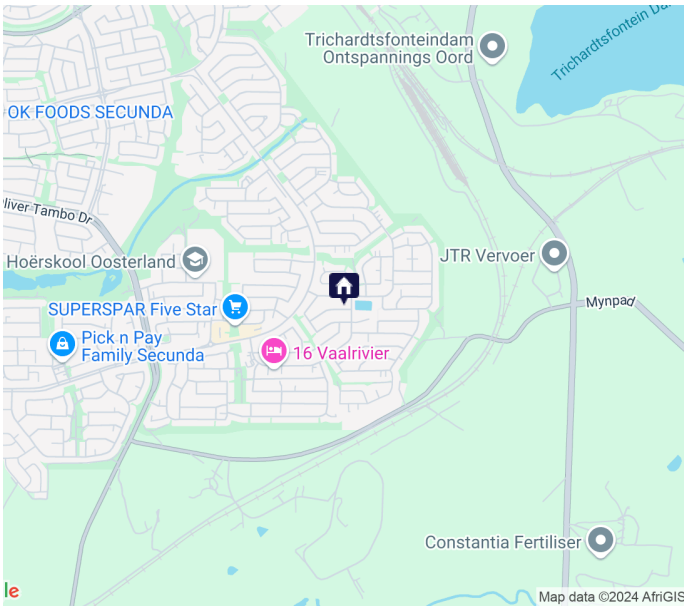 Trichardtsfonteindam
Ontspannings Oord
Trichardtsfontein Da
OK FOODS SECUNDA
liver Tambo Dr
Hoërskool Oosterland
JTR Vervoer
Mynpad
SUPERSPAR Five Star
Pick n Pay
Family Secunda
16 Vaalrivier
Constantia Fertiliser
le
Map data ©2024 AfriGIS